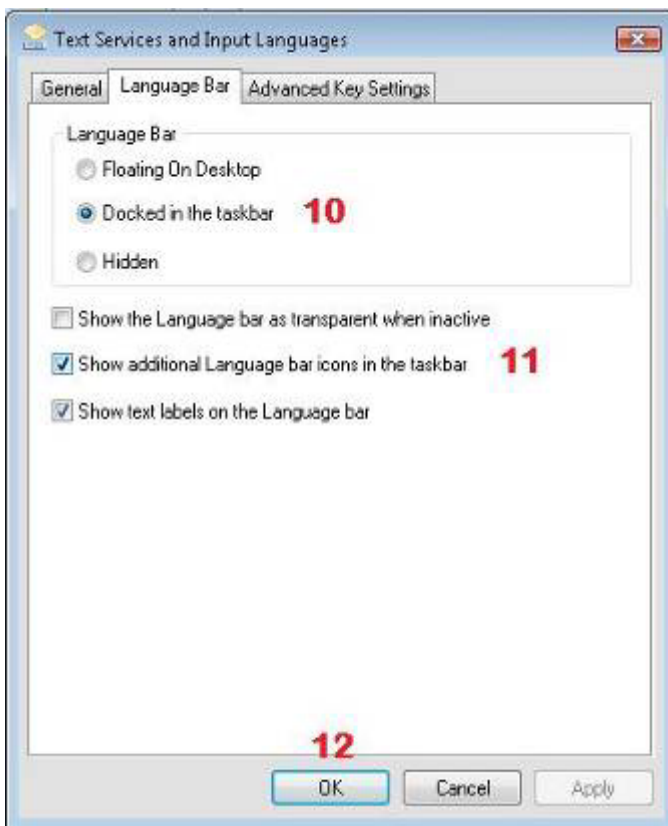 Text Services and Input Languages
General Language Bar Advanced Key Settings
Language Bar
Floating On Desktop
Docked in the taskbar 10
Hidden
Show the Language bar as transparent when inactive
Show additional Language bar icons in the taskbar 11
Show text labels on the Language bar
12
OK Cancel Apply